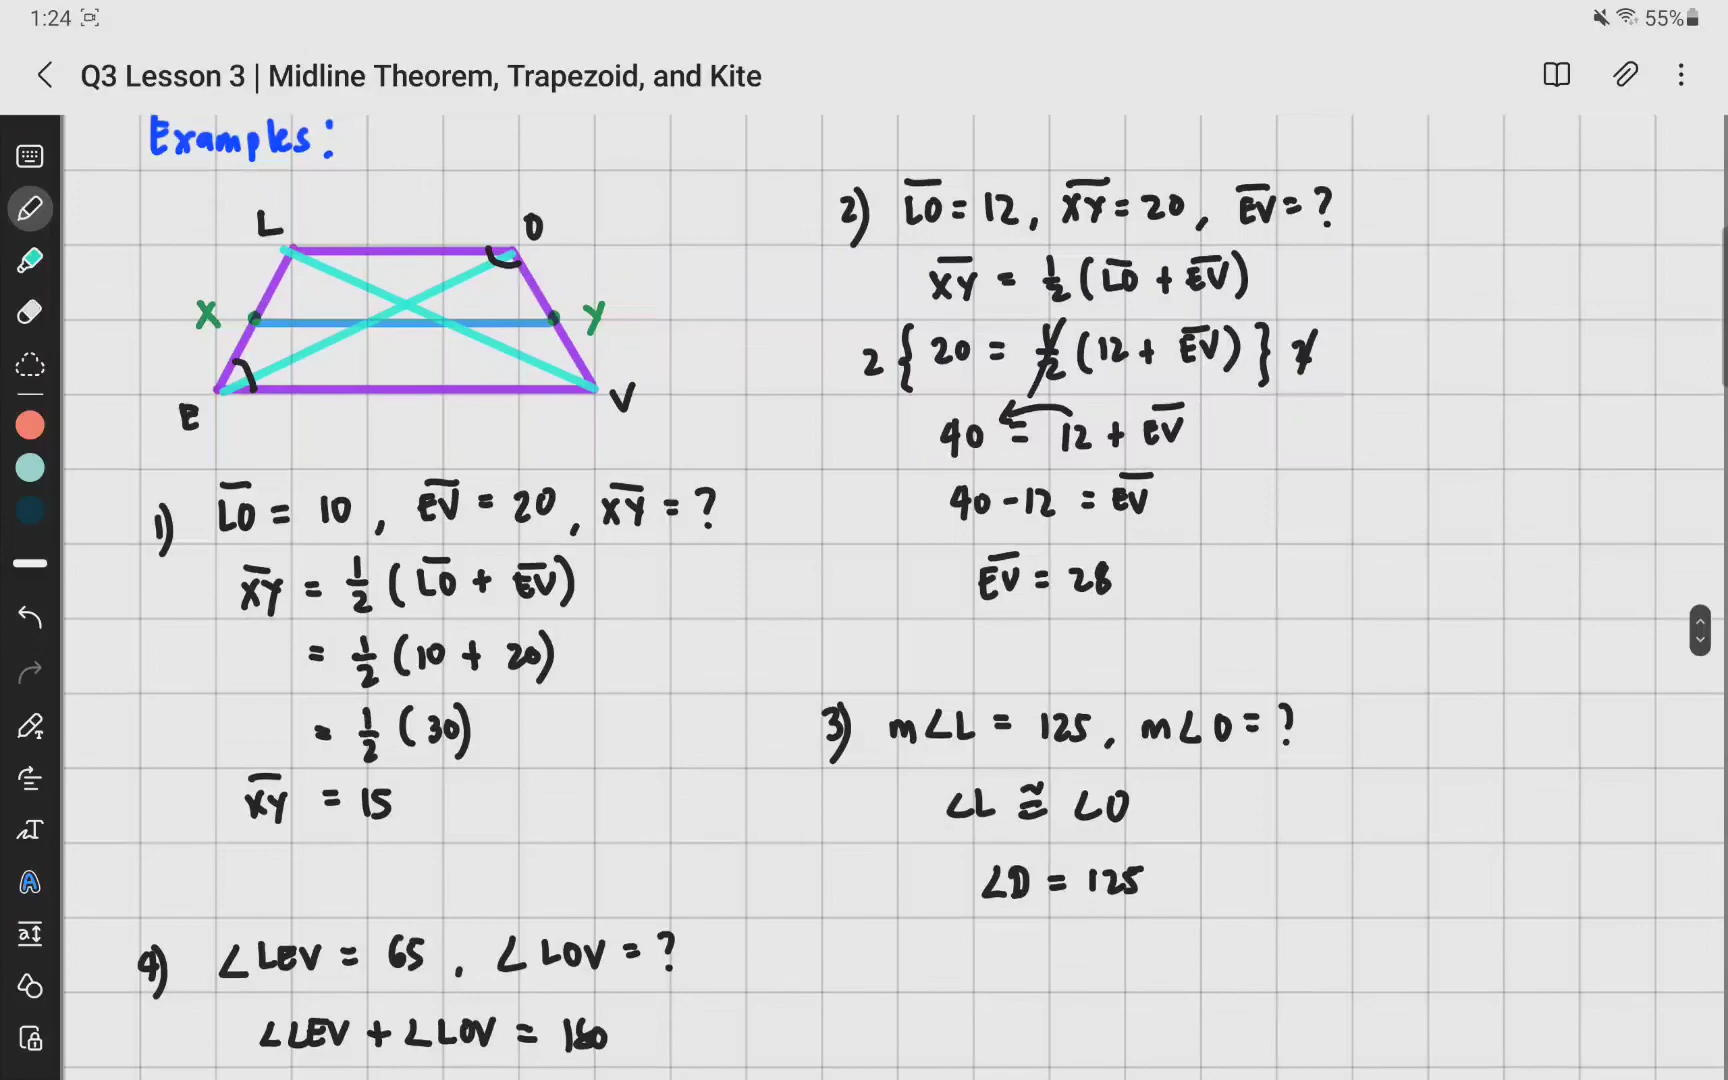 1:24
55%
Q3 Lesson 3 | Midline Theorem, Trapezoid, and Kite
Examples:
L
O
X
Y
E
V
1) LO = 10, EV = 20, XY = ?
XY = 1/2 (LO + EV)
= 1/2 (10 + 20)
= 1/2 (30)
XY = 15
2) LO = 12, XY = 20, EV = ?
XY = 1/2 (LO + EV)
2 { 20 = 1/2 (12 + EV) } 2
40 = 12 + EV
40 - 12 = EV
EV = 28
3) m∠L = 125, m∠O = ?
∠L ≅ ∠O
∠O = 125
4) ∠LEV = 65, ∠LOV = ?
∠LEV + ∠LOV = 180